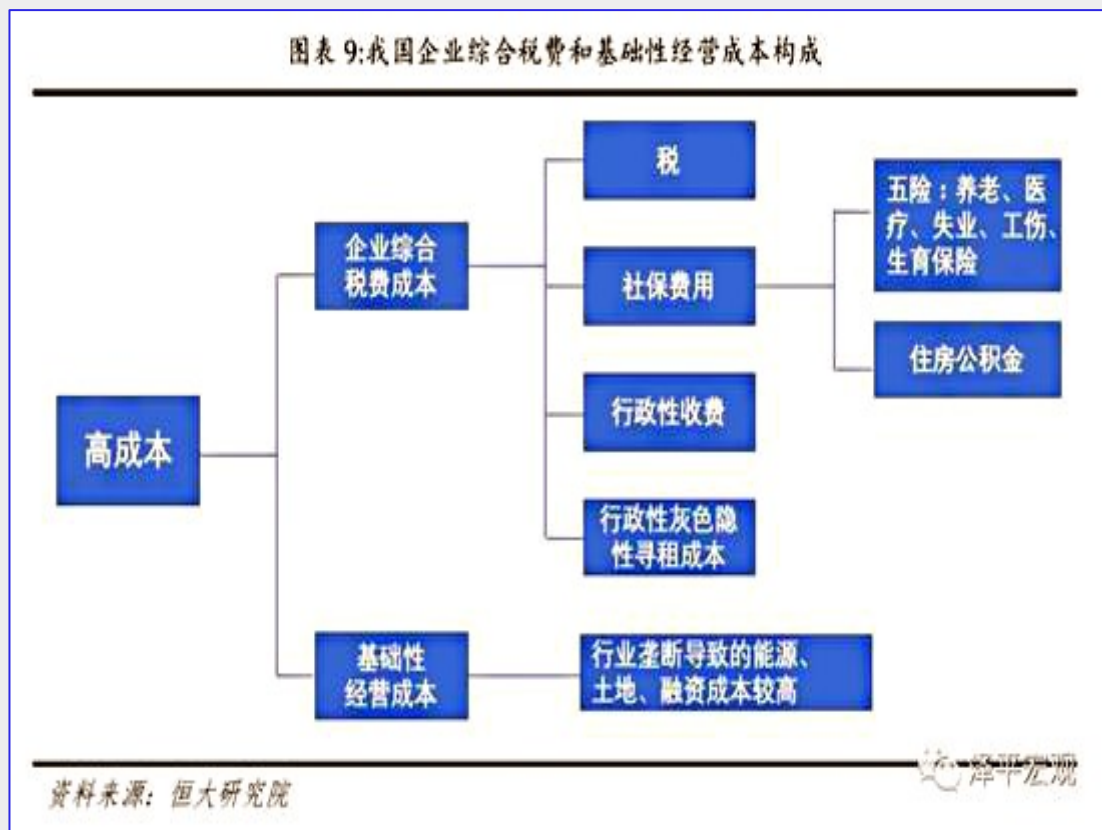 图表 9:我国企业综合税费和基础性经营成本构成
税
五险：养老、医
疗、失业、工伤、
生育保险
企业综合
税费成本
社保费用
住房公积金
行政性收费
高成本
行政性灰色隐
性寻租成本
基础性
经营成本
行业垄断导致的能源、
土地、融资成本较高
资料来源：恒大研究院
泽平宏观